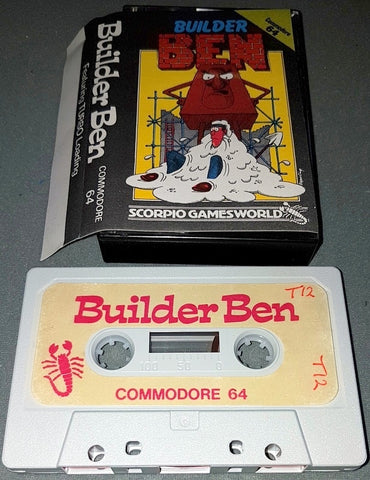 Builder Ben
COMMODORE
64
Featuring TURBO Loading
BUILDER
BEN
Commodore
64
SCORPIO GAMESWORLD
Builder Ben
T12
T12
100 50 0
COMMODORE 64